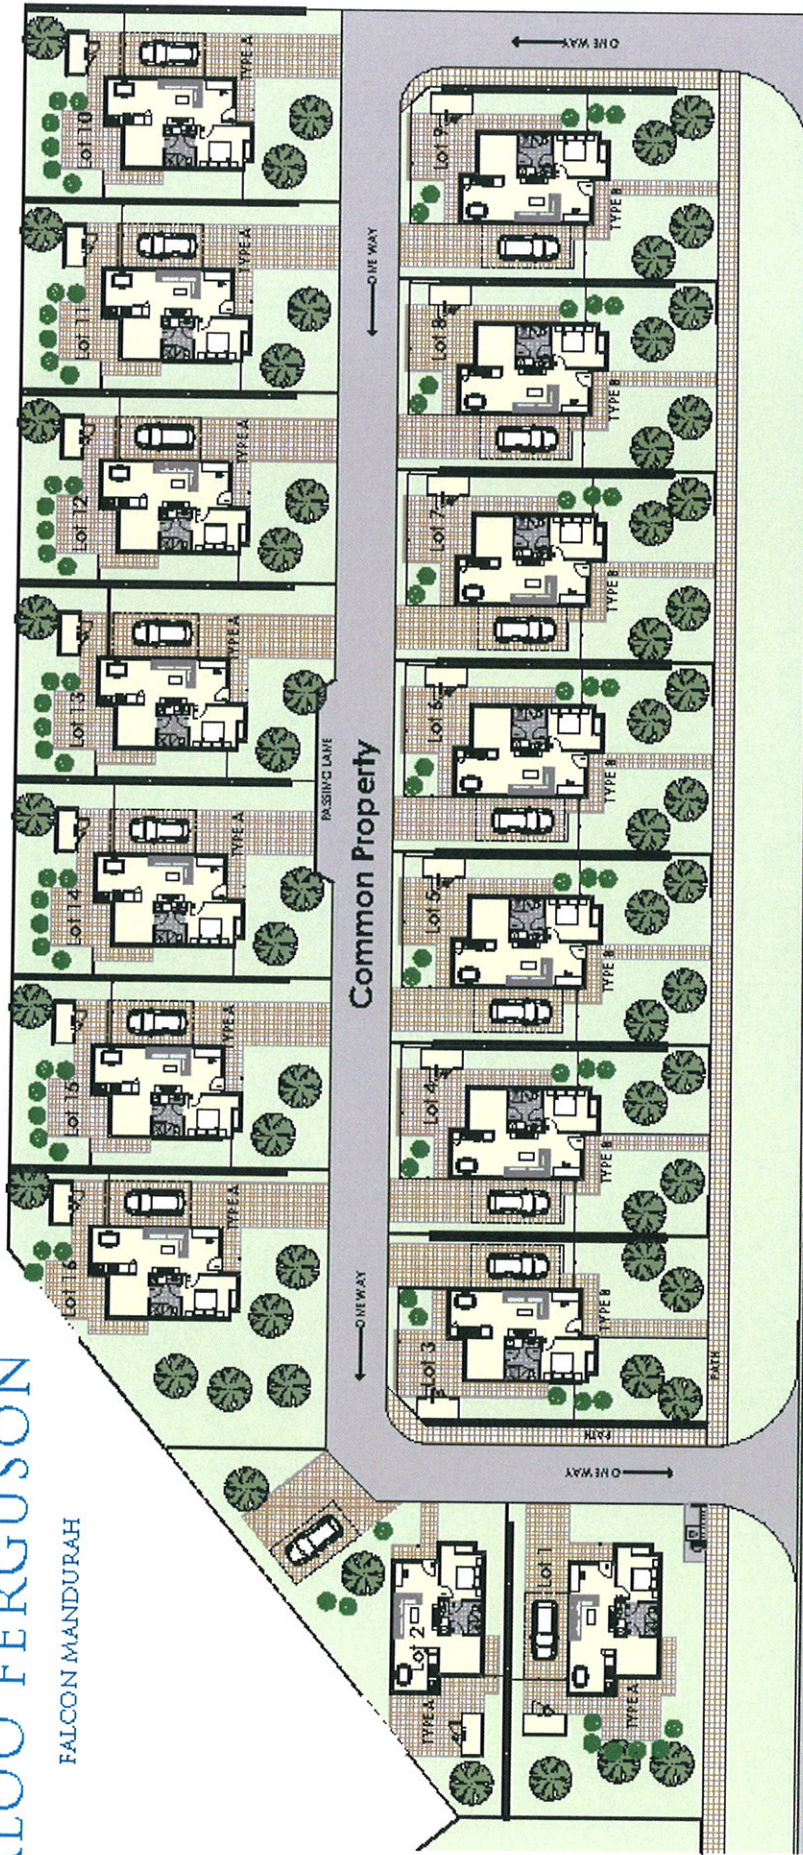 FERGUSON
FALCON MANDURAH
Lot 10
TYPE A
Lot 11
TYPE A
Lot 12
TYPE A
Lot 13
TYPE A
Lot 14
TYPE A
Lot 15
TYPE A
Lot 16
TYPE A
ONE WAY
ONE WAY
PASSING LANE
Common Property
ONE WAY
ONE WAY
Lot 9
TYPE B
Lot 8
TYPE B
Lot 7
TYPE B
Lot 6
TYPE B
Lot 5
TYPE B
Lot 4
TYPE B
Lot 3
TYPE B
PATH
PATH
Lot 2
TYPE A
Lot 1
TYPE A